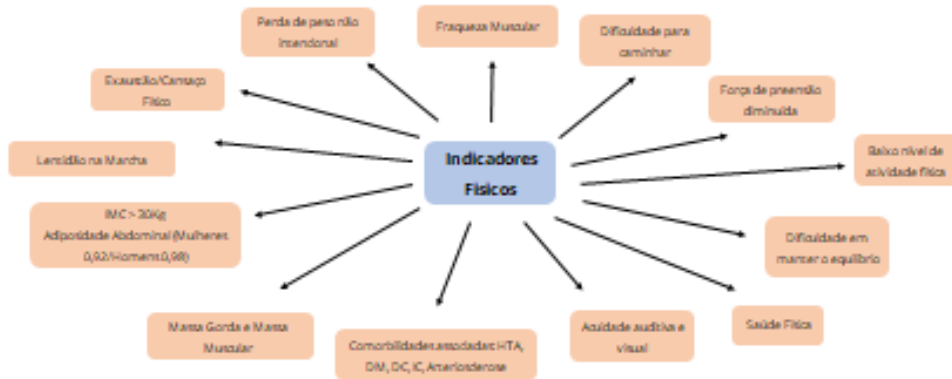 Perda de peso não
intencional
Fraqueza Muscular
Dificuldade para
caminhar
Exaustão/Cansaço
Físico
Força de preensão
diminuída
Lentidão na Marcha
Indicadores
Físicos
Baixo nível de
atividade física
IMC > 30Kg
Adiposidade Abdominal (Mulheres
0,92/Homens 0,98)
Dificuldade em
manter o equilíbrio
Massa Gorda e Massa
Muscular
Comorbilidades associadas: HTA,
DM, DC, IC, Arteriosclerose
Acuidade auditiva e
visual
Saúde Física